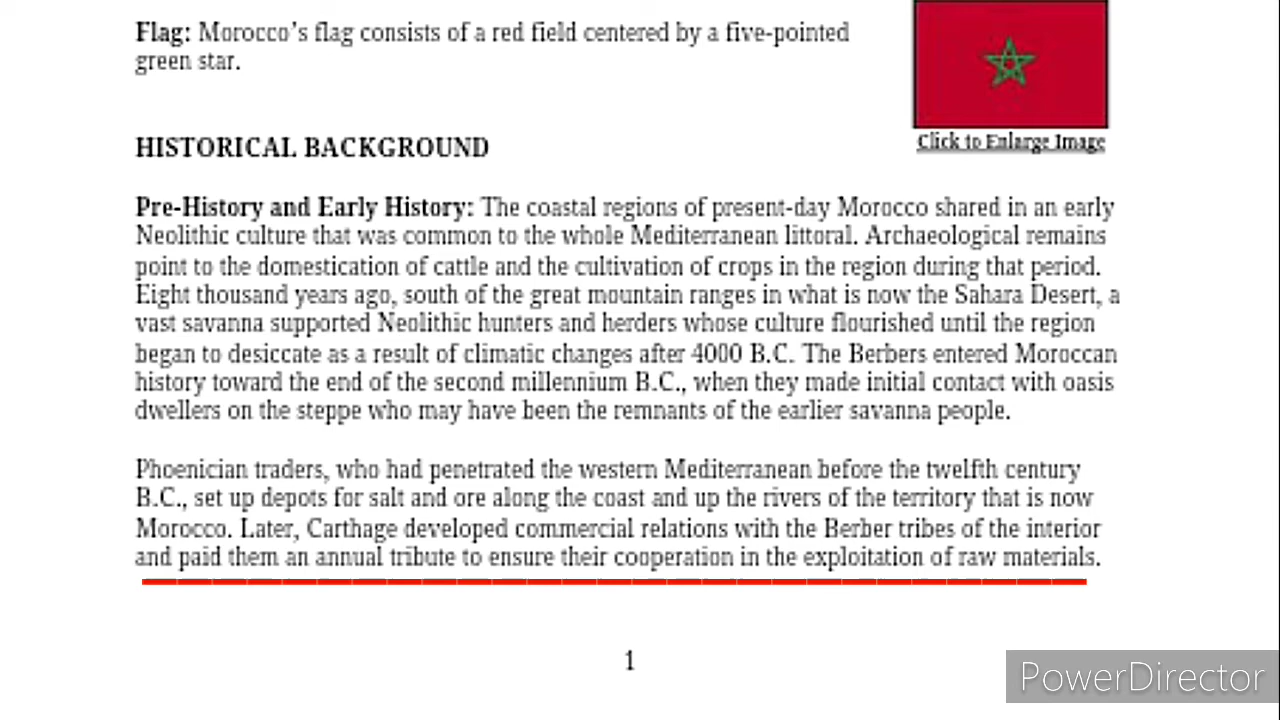 Flag: Morocco’s flag consists of a red field centered by a five-pointed
green star.
Click to Enlarge Image
HISTORICAL BACKGROUND
Pre-History and Early History: The coastal regions of present-day Morocco shared in an early
Neolithic culture that was common to the whole Mediterranean littoral. Archaeological remains
point to the domestication of cattle and the cultivation of crops in the region during that period.
Eight thousand years ago, south of the great mountain ranges in what is now the Sahara Desert, a
vast savanna supported Neolithic hunters and herders whose culture flourished until the region
began to desiccate as a result of climatic changes after 4000 B.C. The Berbers entered Moroccan
history toward the end of the second millennium B.C., when they made initial contact with oasis
dwellers on the steppe who may have been the remnants of the earlier savanna people.
Phoenician traders, who had penetrated the western Mediterranean before the twelfth century
B.C., set up depots for salt and ore along the coast and up the rivers of the territory that is now
Morocco. Later, Carthage developed commercial relations with the Berber tribes of the interior
and paid them an annual tribute to ensure their cooperation in the exploitation of raw materials.
1
PowerDirector